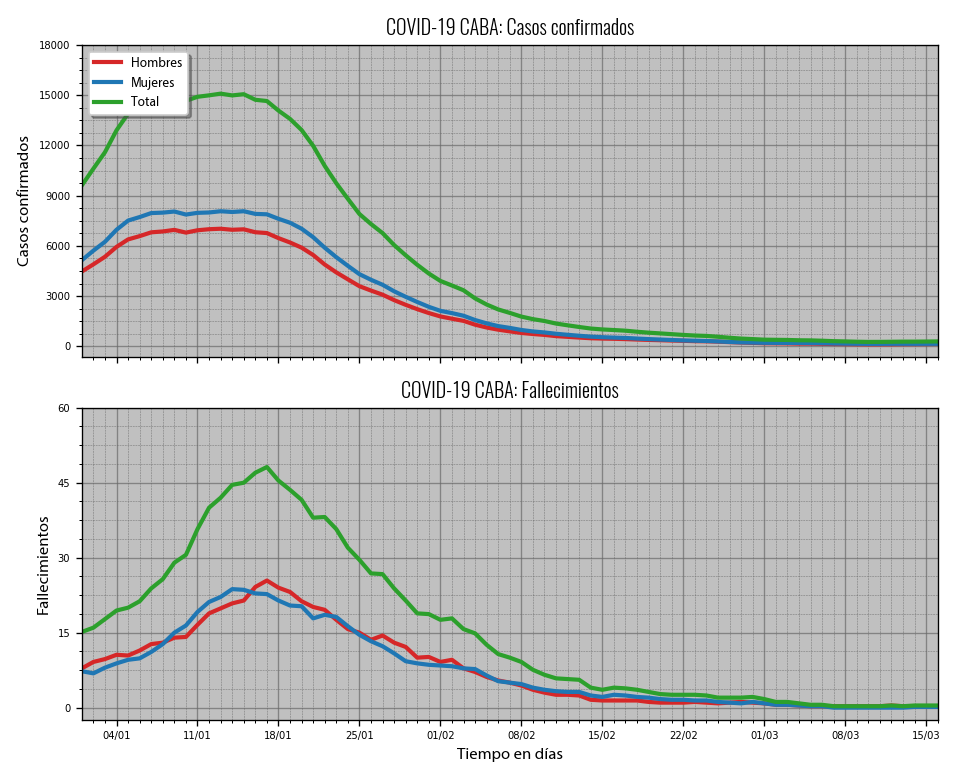 COVID-19 CABA: Casos confirmados
18000
15000
12000
9000
6000
3000
0
Casos confirmados
Hombres
Mujeres
Total
COVID-19 CABA: Fallecimientos
60
45
30
15
0
Fallecimientos
04/01 11/01 18/01 25/01 01/02 08/02 15/02 22/02 01/03 08/03 15/03
Tiempo en días